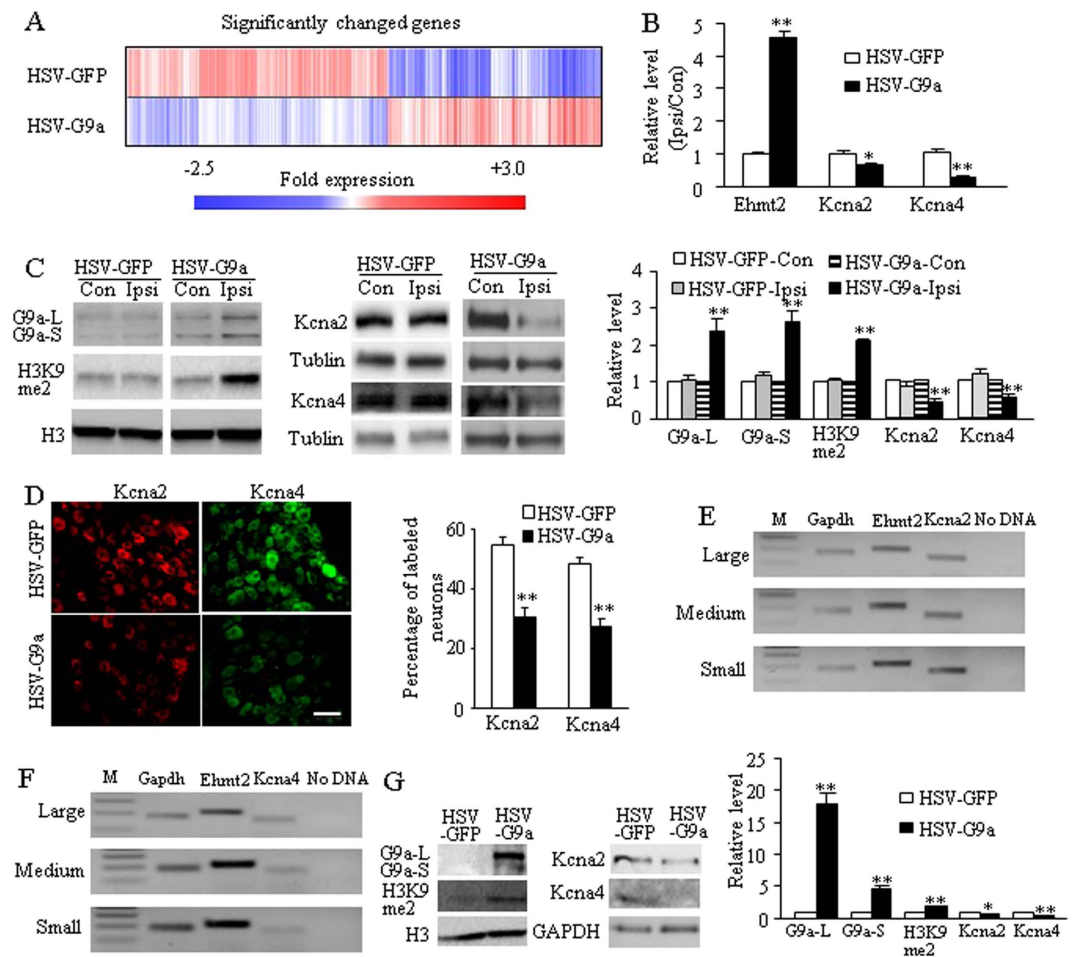 A
Significantly changed genes
HSV-GFP
HSV-G9a
-2.5
+3.0
Fold expression
B
Relative level
(Ipsi/Con)
5
4
3
2
1
0
**
*
**
HSV-GFP
HSV-G9a
Ehmt2 Kcna2 Kcna4
C
HSV-GFP HSV-G9a
Con Ipsi Con Ipsi
G9a-L
G9a-S
H3K9
me2
H3
HSV-GFP HSV-G9a
Con Ipsi Con Ipsi
Kcna2
Tublin
Kcna4
Tublin
Relative level
4
3
2
1
0
HSV-GFP-Con HSV-G9a-Con
HSV-GFP-Ipsi HSV-G9a-Ipsi
** ** ** ** **
G9a-L G9a-S H3K9 Kcna2 Kcna4
me2
D
Kcna2 Kcna4
HSV-GFP
HSV-G9a
Percentage of labeled
neurons
60
40
20
0
HSV-GFP
HSV-G9a
** **
Kcna2 Kcna4
E
M Gapdh Ehmt2 Kcna2 No DNA
Large
Medium
Small
F
M Gapdh Ehmt2 Kcna4 No DNA
Large
Medium
Small
G
HSV
-GFP
HSV
-G9a
G9a-L
G9a-S
H3K9
me2
H3
HSV
-GFP
HSV
-G9a
Kcna2
Kcna4
GAPDH
Relative level
25
20
15
10
5
0
HSV-GFP
HSV-G9a
** ** ** * **
G9a-L G9a-S H3K9 Kcna2 Kcna4
me2